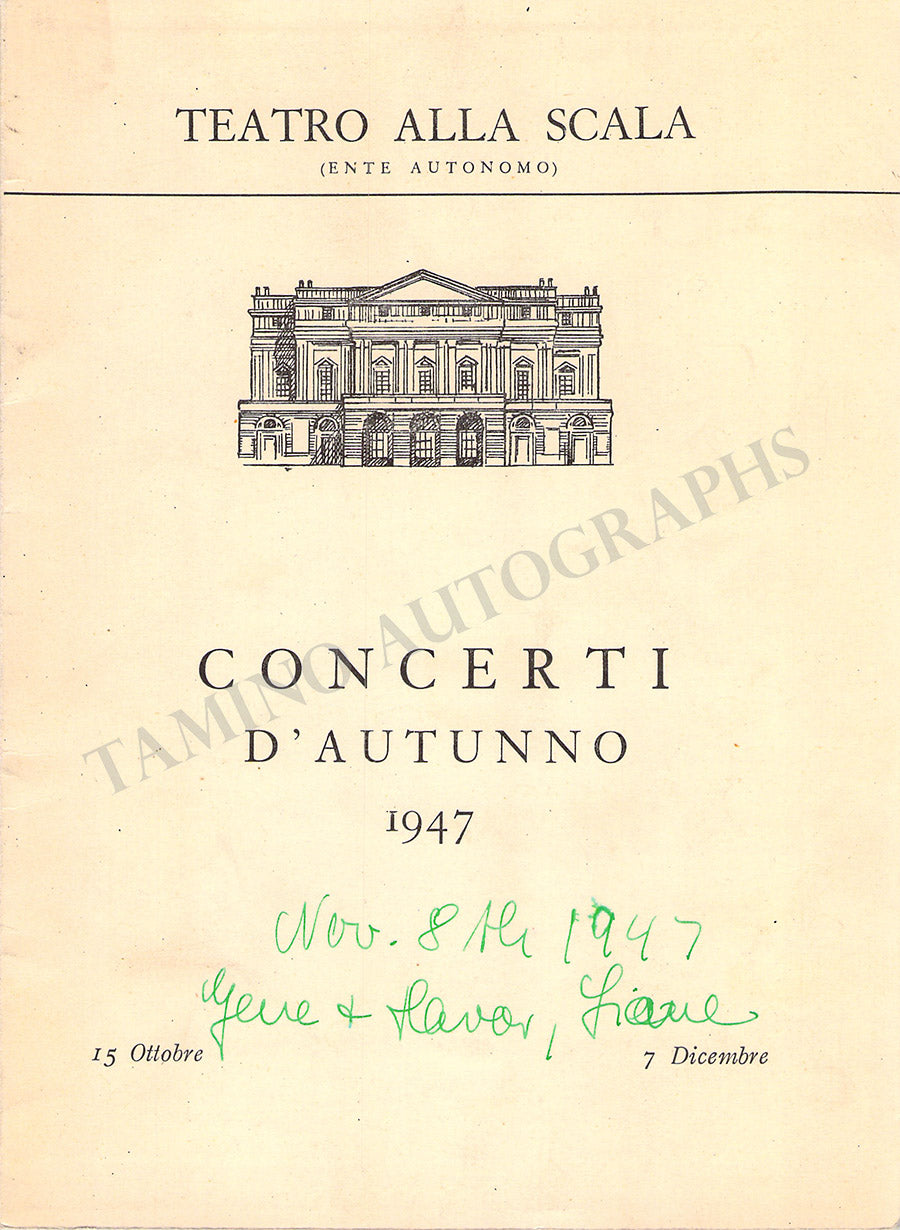 TEATRO ALLA SCALA
(ENTE AUTONOMO)
TAMINO AUTOGRAPHS
CONCERTI
D'AUTUNNO
1947
Nov. 8th 1947
Gene + Slavor, Liane
15 Ottobre
7 Dicembre